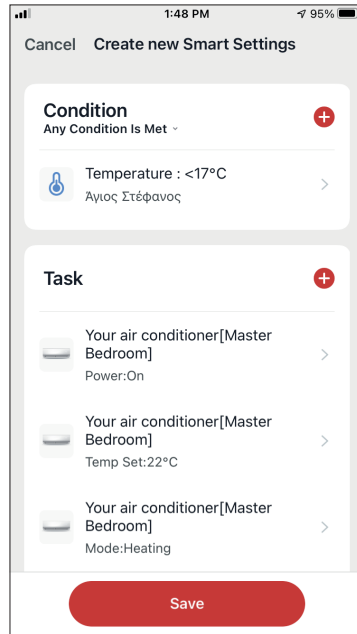 1:48 PM
95%
Cancel Create new Smart Settings
Condition
Any Condition Is Met
Temperature : <17°C
Άγιος Στέφανος
Task
Your air conditioner[Master
Bedroom]
Power:On
Your air conditioner[Master
Bedroom]
Temp Set:22°C
Your air conditioner[Master
Bedroom]
Mode:Heating
Save